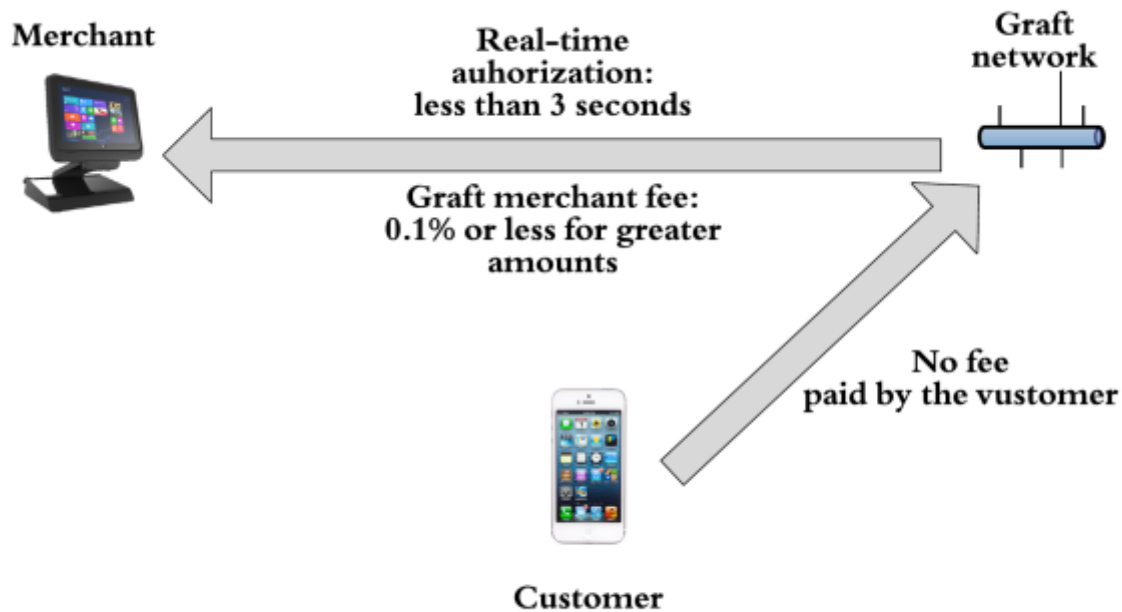 Merchant
Real-time
auhorization:
less than 3 seconds
Graft
network
Graft merchant fee:
0.1% or less for greater
amounts
No fee
paid by the vustomer
Customer